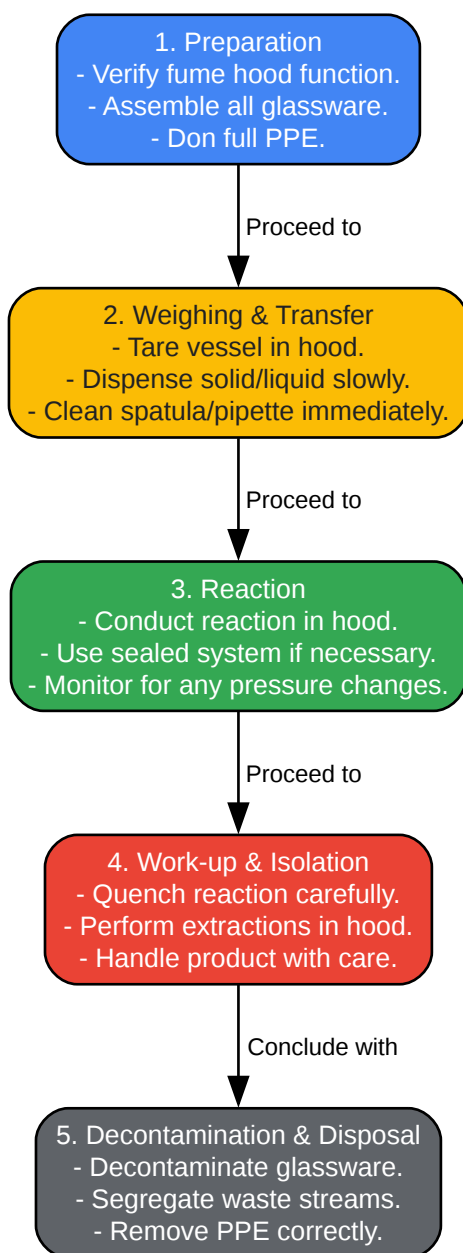 1. Preparation
- Verify fume hood function.
- Assemble all glassware.
- Don full PPE.
Proceed to
2. Weighing & Transfer
- Tare vessel in hood.
- Dispense solid/liquid slowly.
- Clean spatula/pipette immediately.
Proceed to
3. Reaction
- Conduct reaction in hood.
- Use sealed system if necessary.
- Monitor for any pressure changes.
Proceed to
4. Work-up & Isolation
- Quench reaction carefully.
- Perform extractions in hood.
- Handle product with care.
Conclude with
5. Decontamination & Disposal
- Decontaminate glassware.
- Segregate waste streams.
- Remove PPE correctly.